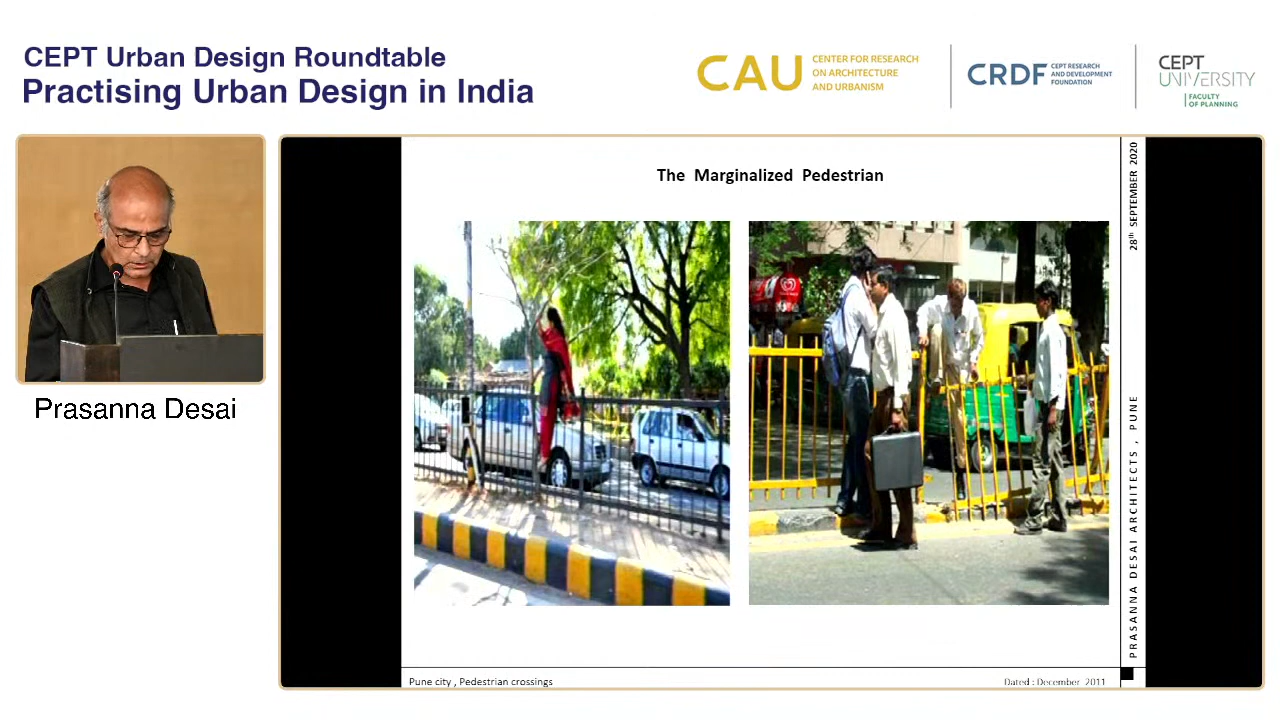 CEPT Urban Design Roundtable
Practising Urban Design in India
CAU
CENTER FOR RESEARCH
ON ARCHITECTURE
AND URBANISM
CRDF
CEPT RESEARCH
AND DEVELOPMENT
FOUNDATION
CEPT
UNIVERSITY
FACULTY
OF PLANNING
Prasanna Desai
The Marginalized Pedestrian
28th SEPTEMBER 2020
PRASANNA DESAI ARCHITECTS , PUNE
Pune city , Pedestrian crossings
Dated : December 2011